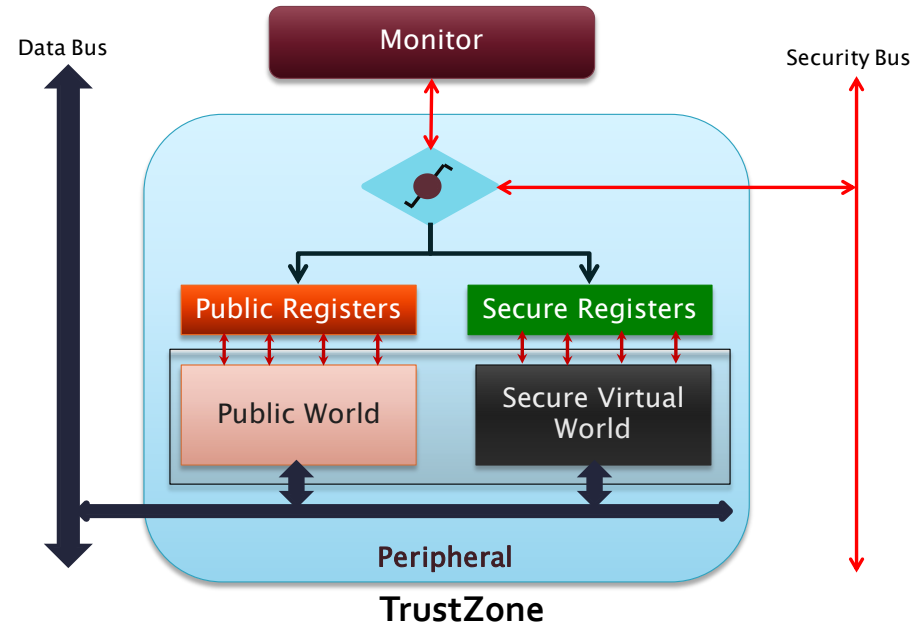 Data Bus
Monitor
Security Bus
Public Registers
Secure Registers
Public World
Secure Virtual
World
Peripheral
TrustZone